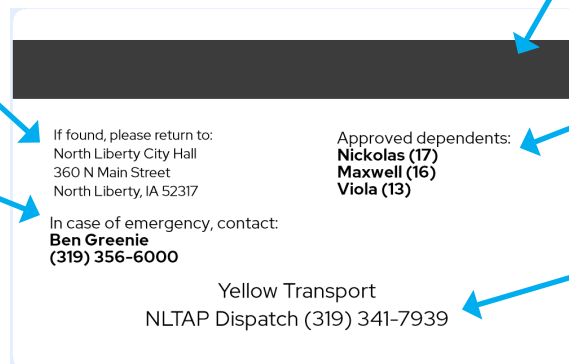 If found, please return to:
North Liberty City Hall
360 N Main Street
North Liberty, IA 52317
In case of emergency, contact:
Ben Greenie
(319) 356-6000
Approved dependents:
Nickolas (17)
Maxwell (16)
Viola (13)
Yellow Transport
NLTAP Dispatch (319) 341-7939